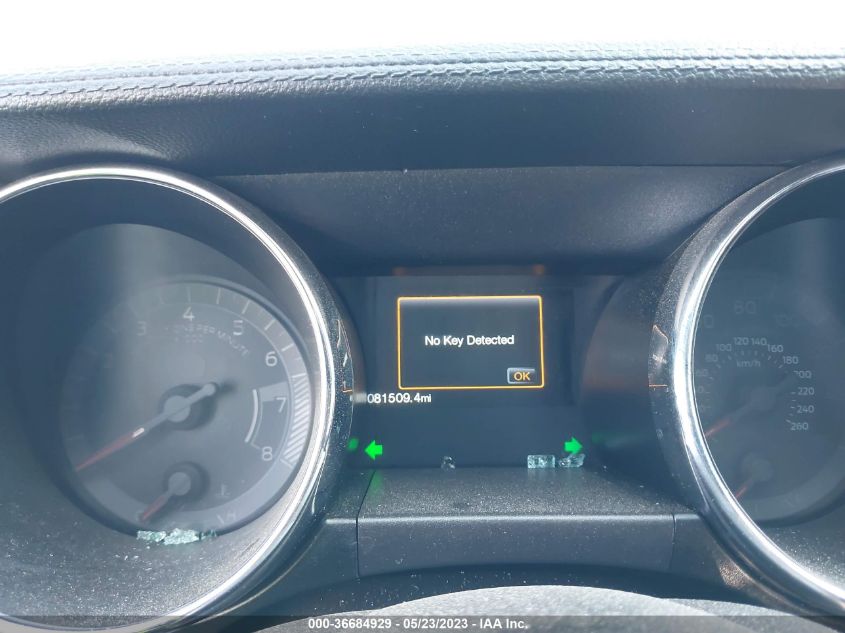 3 4 5 6 7 8
No Key Detected
OK
081509.4mi
80
80 100 120 140 160 180 200 220 240 260
km/h
000-36684929 - 05/23/2023 - IAA Inc.